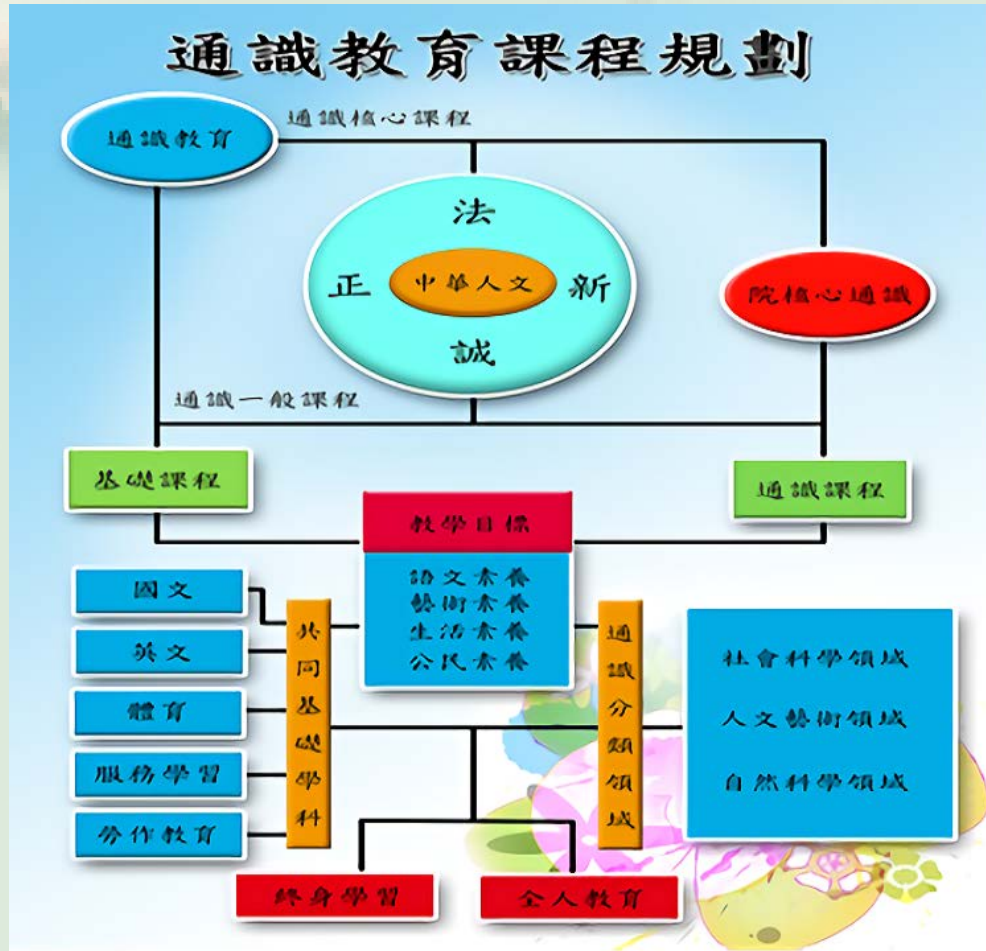 通識教育課程規劃
通識教育
通識核心課程
法
正
中華人文
新
誠
院核心通識
通識一般課程
基礎課程
通識課程
教學目標
語文素養
藝術素養
生活素養
公民素養
國文
英文
體育
服務學習
勞作教育
共同基礎學科
通識分類領域
社會科學領域
人文藝術領域
自然科學領域
終身學習
全人教育